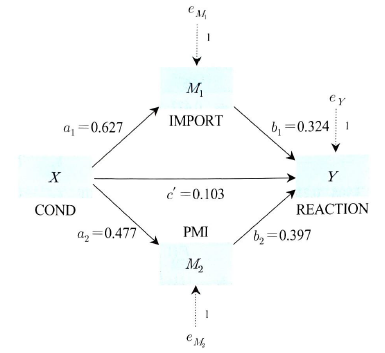 e_{M_1}
1
M_1
IMPORT
e_Y
1
a_1=0.627
b_1=0.324
X
c'=0.103
Y
COND
REACTION
a_2=0.477
PMI
b_2=0.397
M_2
1
e_{M_2}